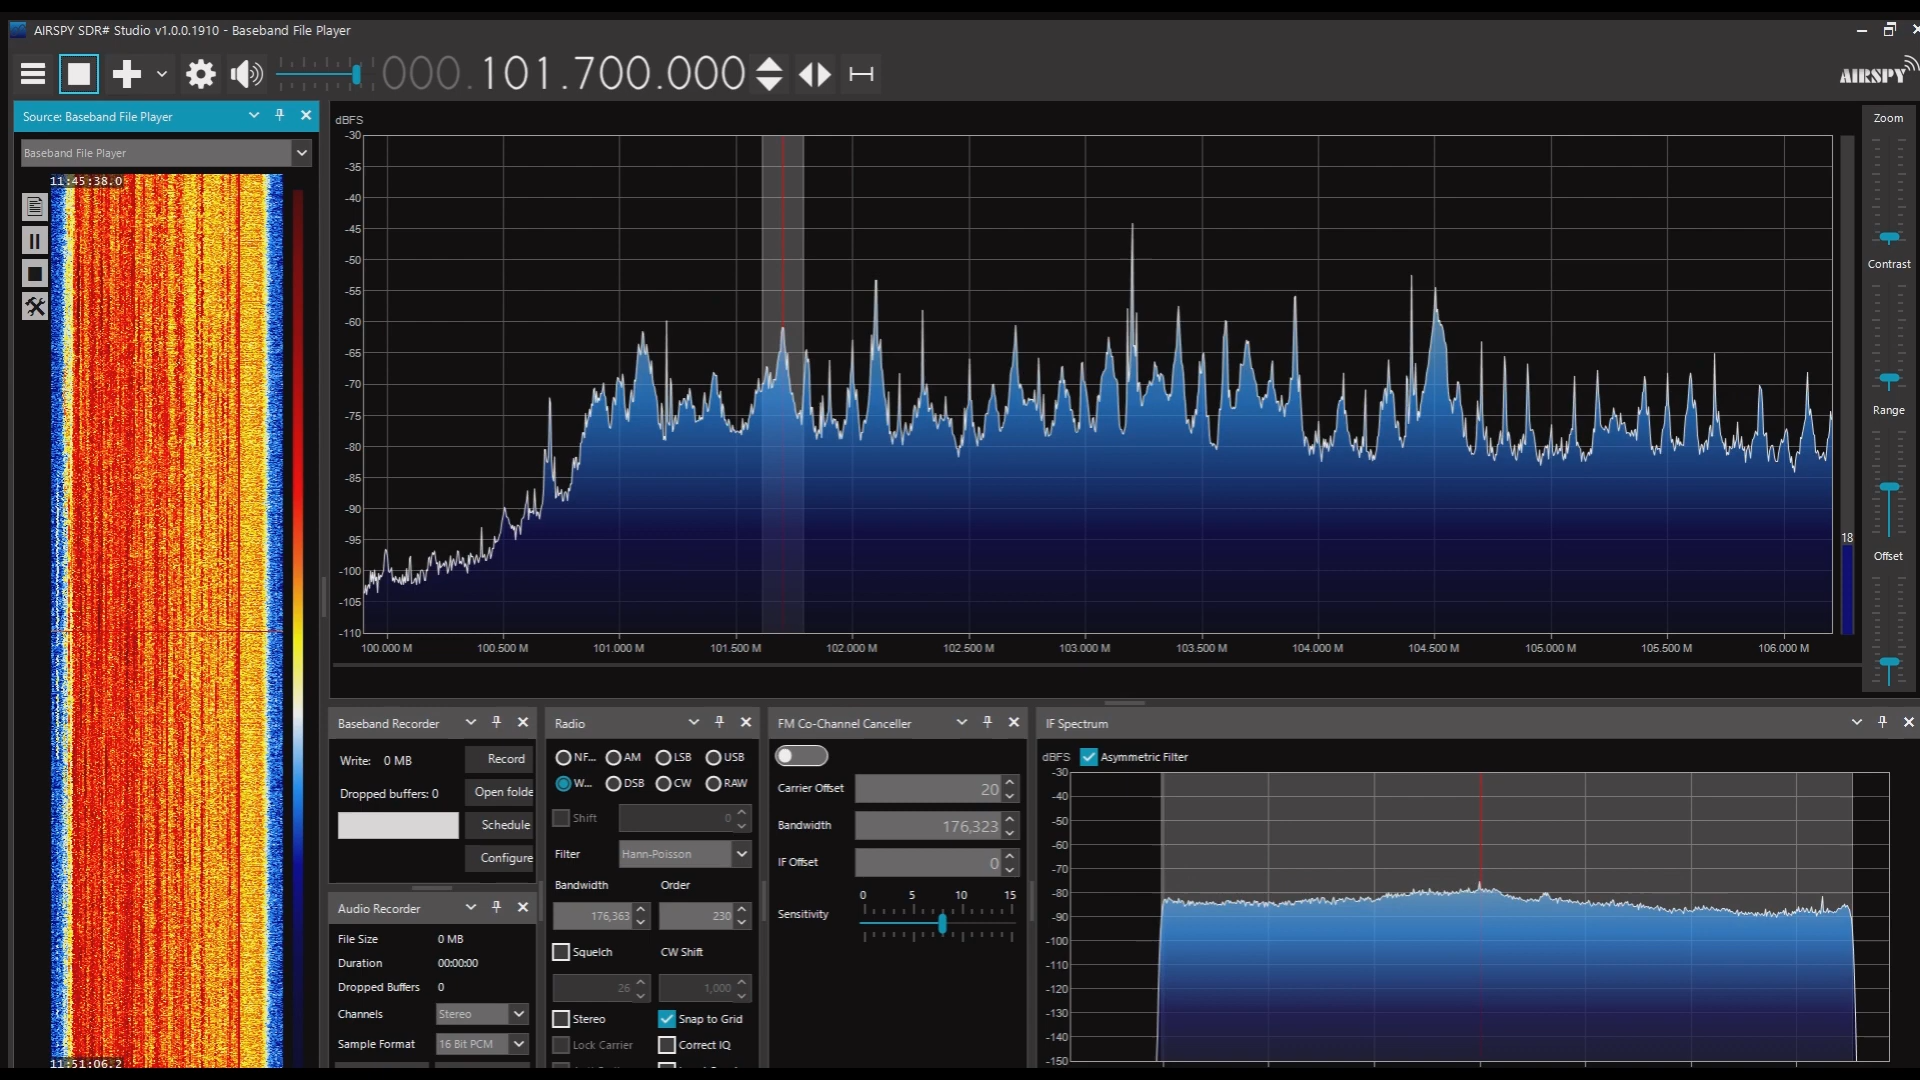 AIRSPY SDR# Studio v1.0.0.1910 - Baseband File Player
000.101.700.000
AIRSPY
Source: Baseband File Player
Baseband File Player
11:45:38.0
11:51:06.2
dBFS
-30
-35
-40
-45
-50
-55
-60
-65
-70
-75
-80
-85
-90
-95
-100
-105
-110
100.000 M 100.500 M 101.000 M 101.500 M 102.000 M 102.500 M 103.000 M 103.500 M 104.000 M 104.500 M 105.000 M 105.500 M 106.000 M
18
Zoom
Contrast
Range
Offset
Baseband Recorder
Write: 0 MB
Record
Dropped buffers: 0
Open folde
Schedule
Configure
Audio Recorder
File Size 0 MB
Duration 00:00:00
Dropped Buffers 0
Channels Stereo
Sample Format 16 Bit PCM
Radio
NF... AM LSB USB
W... DSB CW RAW
Shift 0
Filter Hann-Poisson
Bandwidth Order
176,363 230
Squelch CW Shift
26 1,000
Stereo Snap to Grid
Lock Carrier Correct IQ
FM Co-Channel Canceller
Carrier Offset 20
Bandwidth 176,323
IF Offset 0
0 5 10 15
Sensitivity
IF Spectrum
dBFS Asymmetric Filter
-30
-40
-50
-60
-70
-80
-90
-100
-110
-120
-130
-140
-150